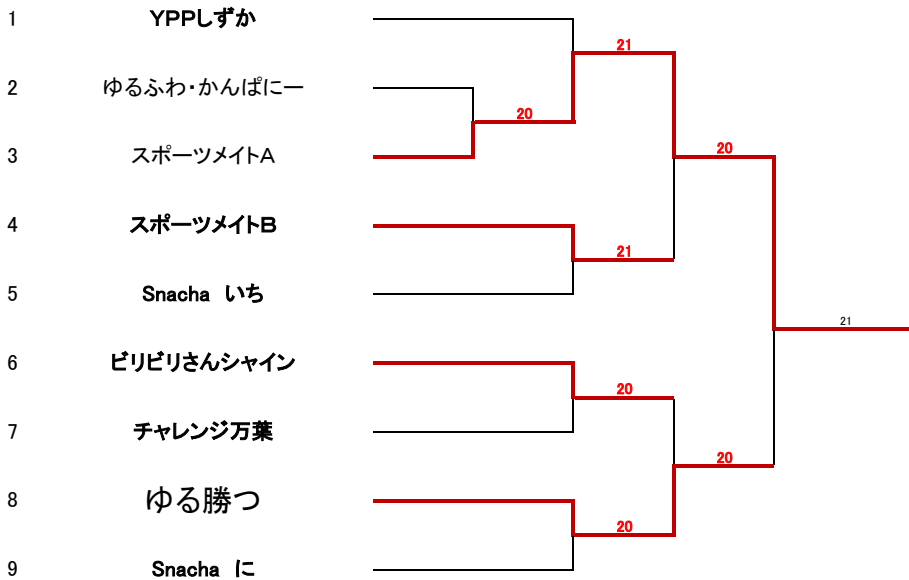 1 YPPしずか
21
2 ゆるふわ・かんぱにー
20
3 スポーツメイトA
20
4 スポーツメイトB
21
5 Snacha いち
21
6 ビリビリさんシャイン
20
7 チャレンジ万葉
20
8 ゆる勝つ
20
9 Snacha に